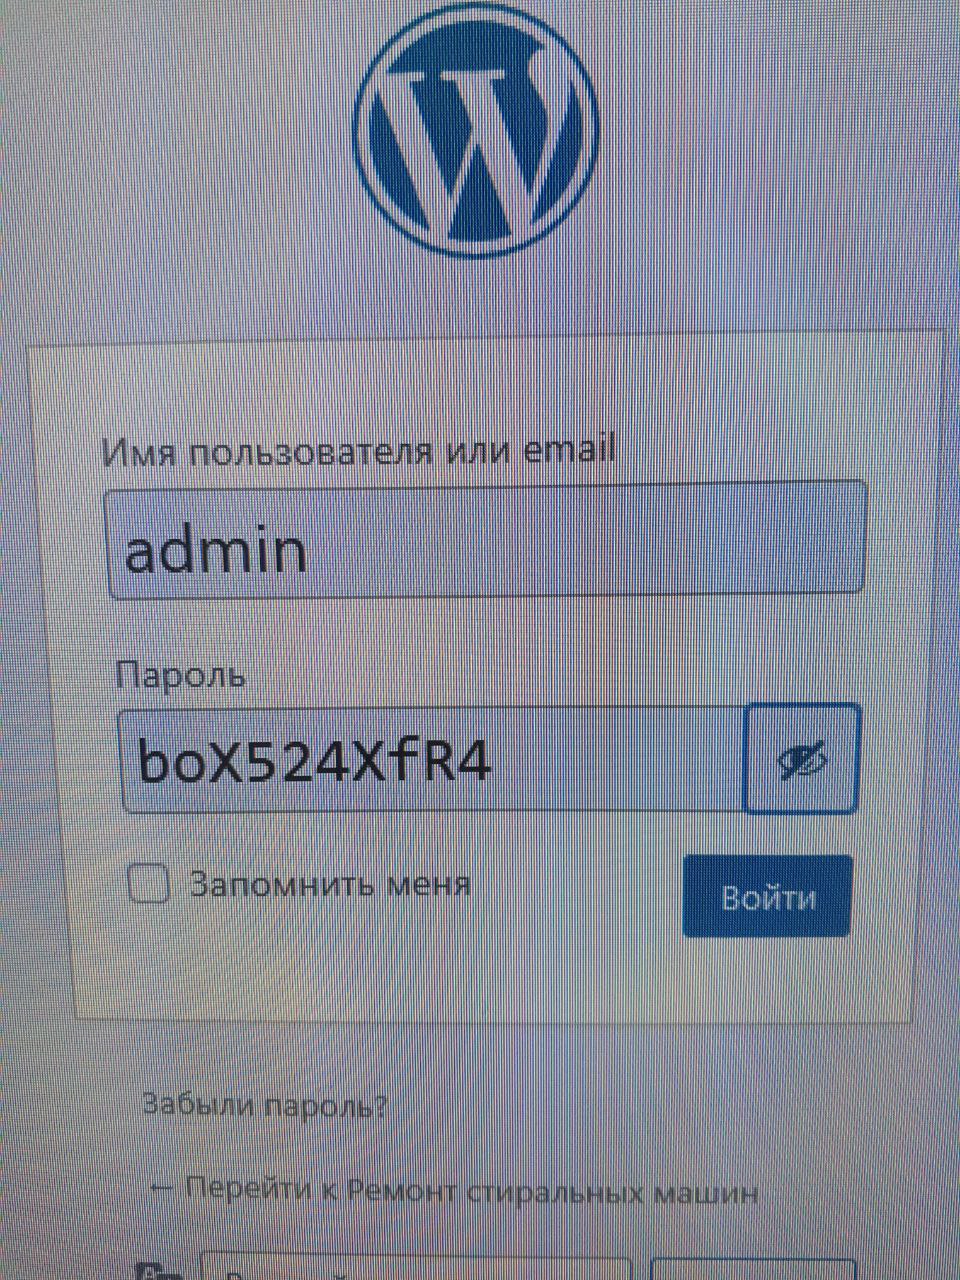 Имя пользователя или email
admin
Пароль
boX524XfR4
Запомнить меня
Войти
Забыли пароль?
← Перейти к Ремонт стиральных машин